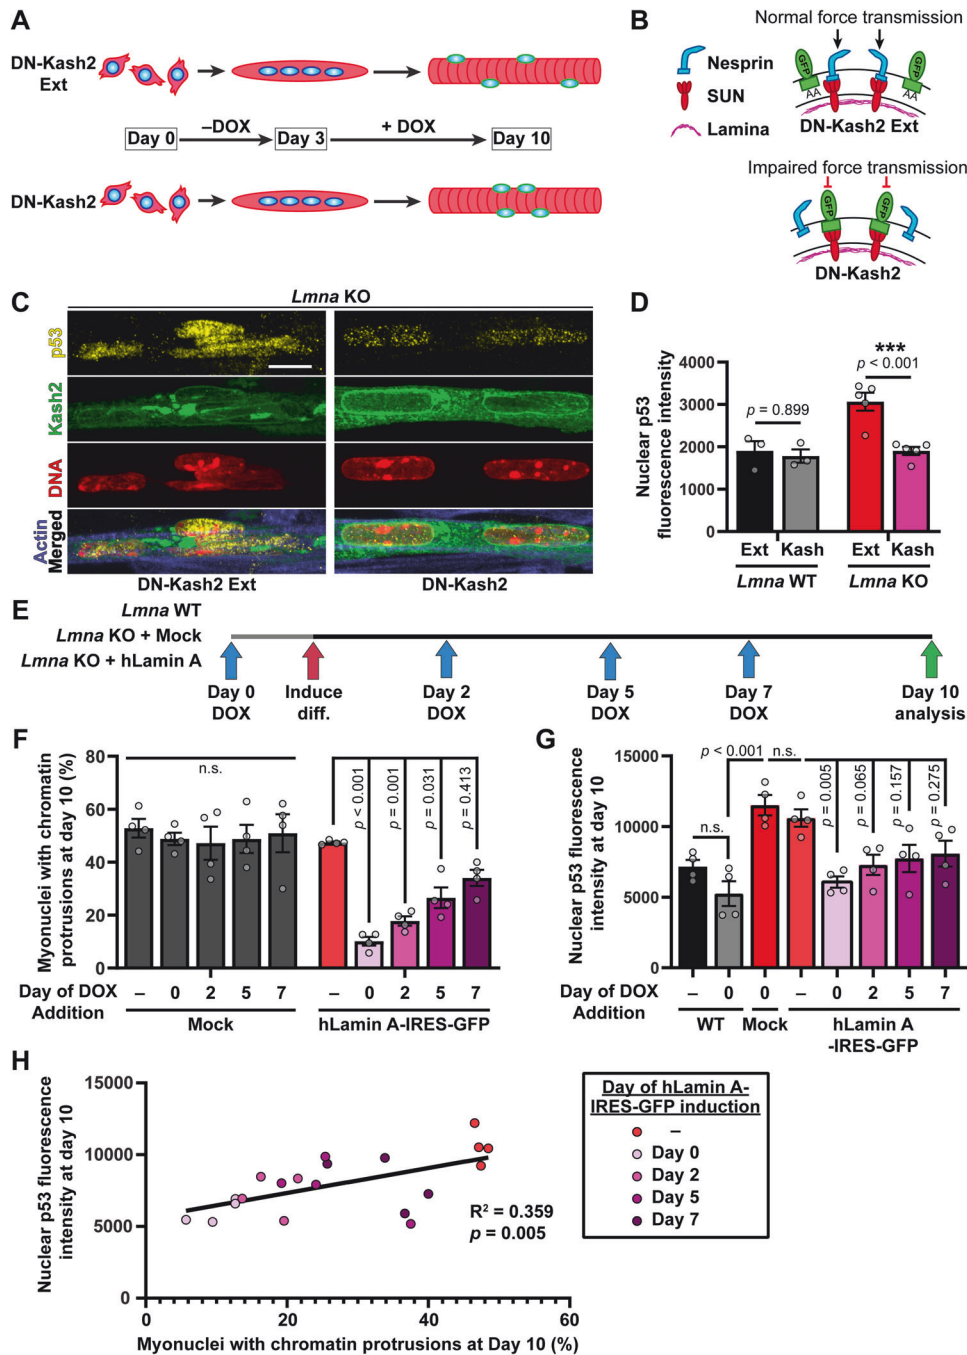 A
DN-Kash2
Ext
Day 0
–DOX
Day 3
+ DOX
Day 10
DN-Kash2
B
Normal force transmission
Nesprin
SUN
Lamina
GFP
GFP
AA
AA
DN-Kash2 Ext
Impaired force transmission
GFP
GFP
DN-Kash2
C
Lmna KO
p53
Kash2
DNA
Actin
Merged
DN-Kash2 Ext
DN-Kash2
D
Nuclear p53
fluorescence intensity
4000
3000
2000
1000
0
p = 0.899
***
p < 0.001
Ext Kash Ext Kash
Lmna WT Lmna KO
E
Lmna WT
Lmna KO + Mock
Lmna KO + hLamin A
Day 0
DOX
Induce
diff.
Day 2
DOX
Day 5
DOX
Day 7
DOX
Day 10
analysis
F
Myonuclei with chromatin
protrusions at day 10 (%)
80
60
40
20
0
n.s.
p < 0.001
p = 0.001
p = 0.031
p = 0.413
Day of DOX
Addition
– 0 2 5 7 – 0 2 5 7
Mock hLamin A-IRES-GFP
G
Nuclear p53 fluorescence
intensity at day 10
15000
10000
5000
0
n.s.
p < 0.001
n.s.
p = 0.005
p = 0.065
p = 0.157
p = 0.275
Day of DOX
Addition
– 0 0 – 0 2 5 7
WT Mock hLamin A
-IRES-GFP
H
Nuclear p53 fluorescence
intensity at day 10
15000
10000
5000
0
0 20 40 60
Myonuclei with chromatin protrusions at Day 10 (%)
R2 = 0.359
p = 0.005
Day of hLamin A-
IRES-GFP induction
–
Day 0
Day 2
Day 5
Day 7